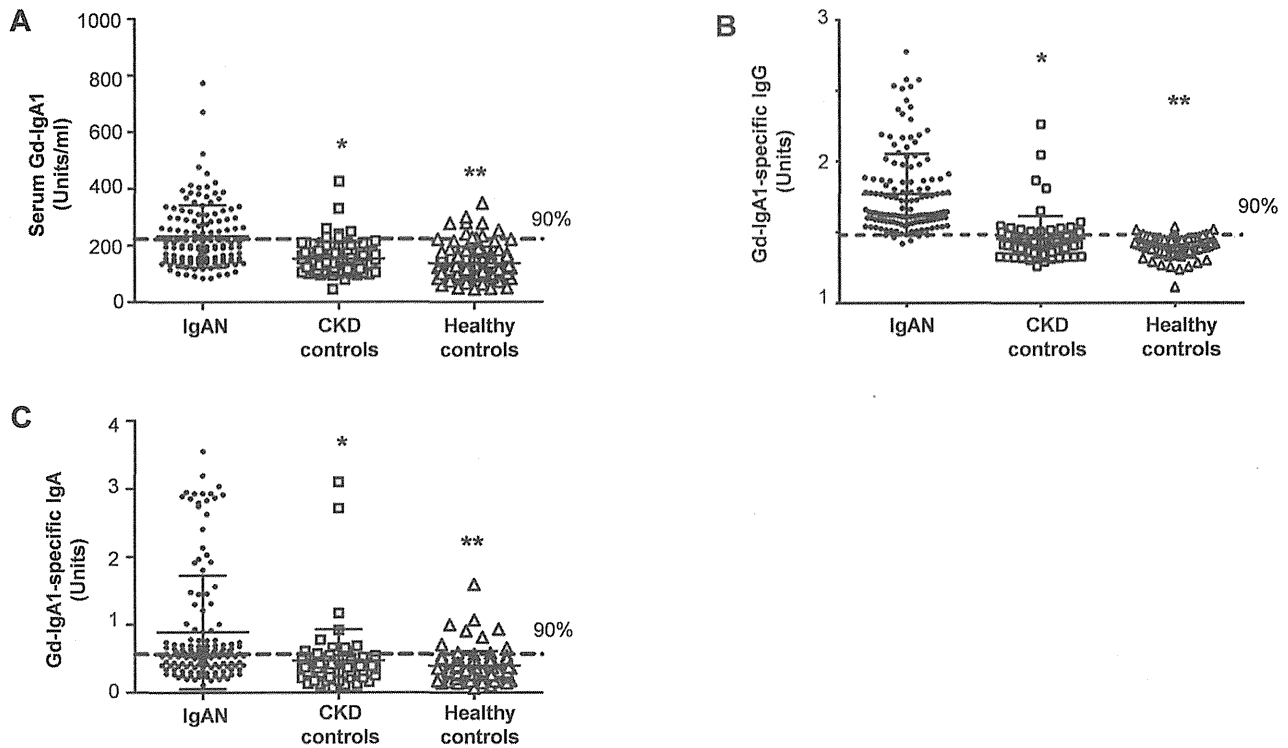 A
Serum Gd-IgA1
(Units/ml)
1000
800
600
400
200
0
*
**
90%
IgAN
CKD
controls
Healthy
controls
B
Gd-IgA1-specific IgG
(Units)
3
2
1
*
**
90%
IgAN
CKD
controls
Healthy
controls
C
Gd-IgA1-specific IgA
(Units)
4
3
2
1
0
*
**
90%
IgAN
CKD
controls
Healthy
controls